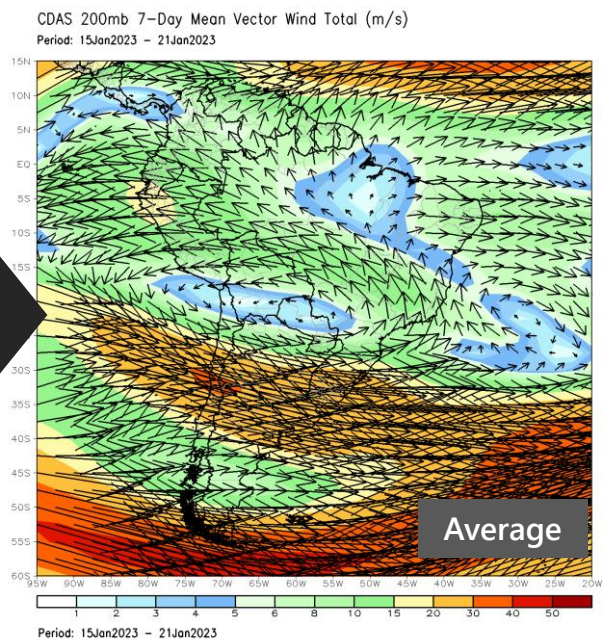 CDAS 200mb 7-Day Mean Vector Wind Total (m/s)
Period: 15Jan2023 - 21Jan2023
15N
10N
5N
EQ
5S
10S
15S
30S
35S
40S
45S
50S
55S
60S
Average
95W 90W 85W 80W 75W 70W 65W 60W 55W 50W 45W 40W 35W 30W 25W 20W
1 2 3 4 5 6 8 10 15 20 30 40 50
Period: 15Jan2023 - 21Jan2023